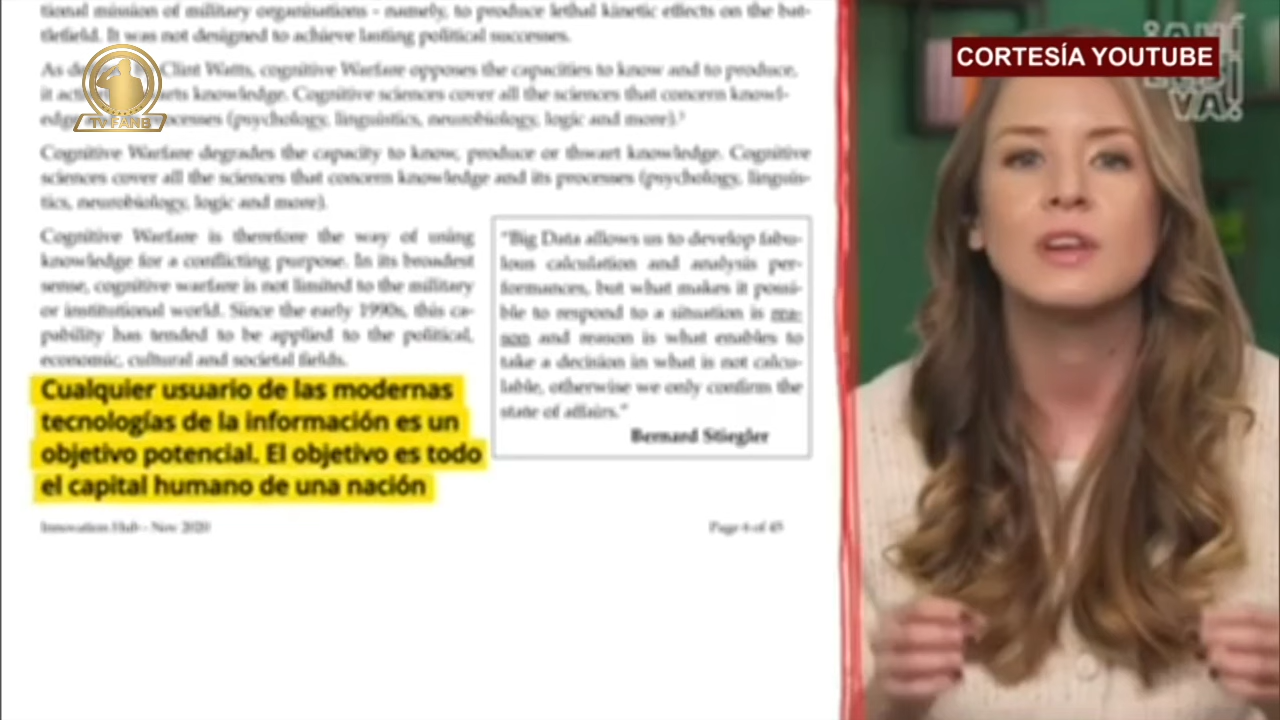 tional mission of military organisations – namely, to produce lethal kinetic effects on the bat-
tlefield. It was not designed to achieve lasting political successes.
As de Clint Watts, cognitive Warfare opposes the capacities to know and to produce,
it arts knowledge. Cognitive sciences cover all the sciences that concern knowl-
edg ocesses (psychology, linguistics, neurobiology, logic and more).
Cognitive Warfare degrades the capacity to know, produce or thwart knowledge. Cognitive
sciences cover all the sciences that concern knowledge and its processes (psychology, linguis-
tics, neurobiology, logic and more).
Cognitive Warfare is therefore the way of using
knowledge for a conflicting purpose. In its broadest
sense, cognitive warfare is not limited to the military
or institutional world. Since the early 1990s, this ca-
pability has tended to be applied to the political,
economic, cultural and societal fields.
Cualquier usuario de las modernas
tecnologías de la información es un
objetivo potencial. El objetivo es todo
el capital humano de una nación
"Big Data allows us to develop fabu-
lous calculation and analysis per-
formances, but what makes it possi-
ble to respond to a situation is rea-
son and reason is what enables to
take a decision in what is not calcu-
lable, otherwise we only confirm the
state of affairs."
Bernard Stiegler
Innovation Hub – Nov 2020
Page 6 of 45
TV FANB
CORTESÍA YOUTUBE
¡AHÍ
VA!